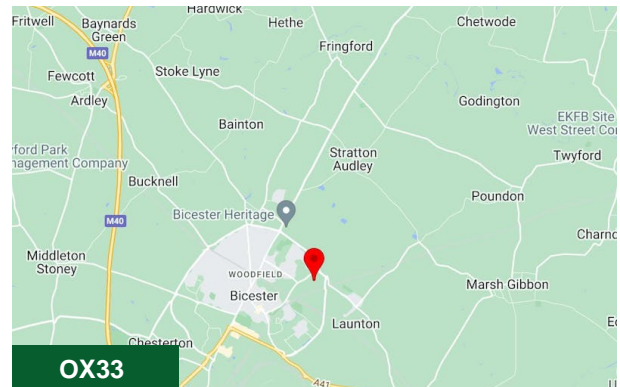 Hardwick
Fritwell
Baynards
Green
Hethe
Chetwode
Fringford
M40
Fewcott
Stoke Lyne
Ardley
Godington
EKFB Site
West Street Co
Bainton
yford Park
nagement Company
Stratton
Audley
Twyford
Bucknell
Poundon
Bicester Heritage
M40
Charn
Middleton
Stoney
WOODFIELD
Bicester
Marsh Gibbon
Launton
Chesterton
A41
OX33